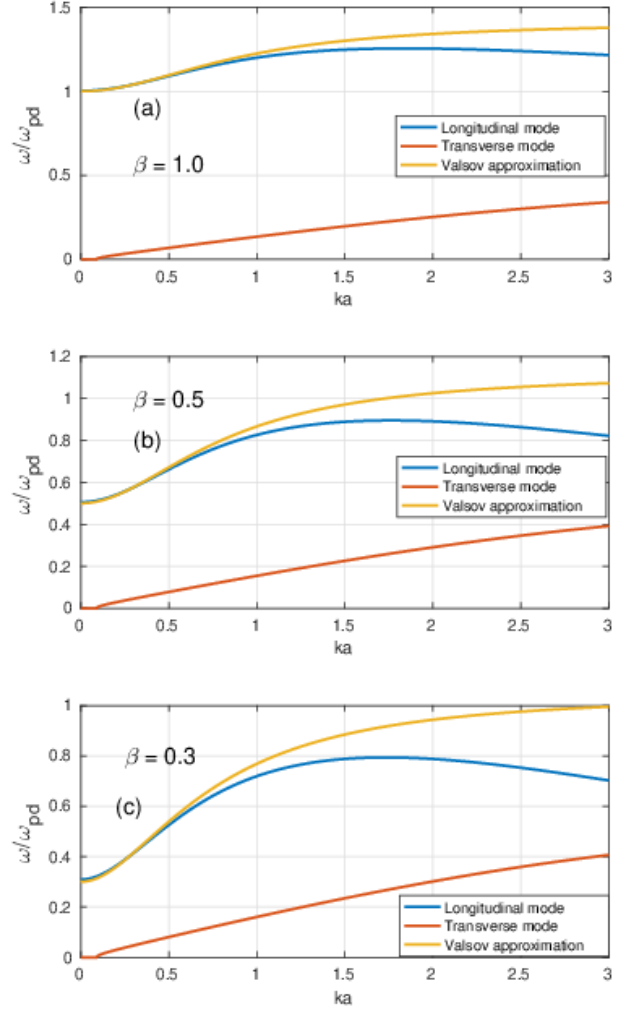 1.5
1
0.5
0
ω/ω_pd
(a)
β = 1.0
Longitudinal mode
Transverse mode
Valsov approximation
0 0.5 1 1.5 2 2.5 3
ka
1.2
1
0.8
0.6
0.4
0.2
0
ω/ω_pd
β = 0.5
(b)
Longitudinal mode
Transverse mode
Valsov approximation
0 0.5 1 1.5 2 2.5 3
ka
1
0.8
0.6
0.4
0.2
0
ω/ω_pd
β = 0.3
(c)
Longitudinal mode
Transverse mode
Valsov approximation
0 0.5 1 1.5 2 2.5 3
ka